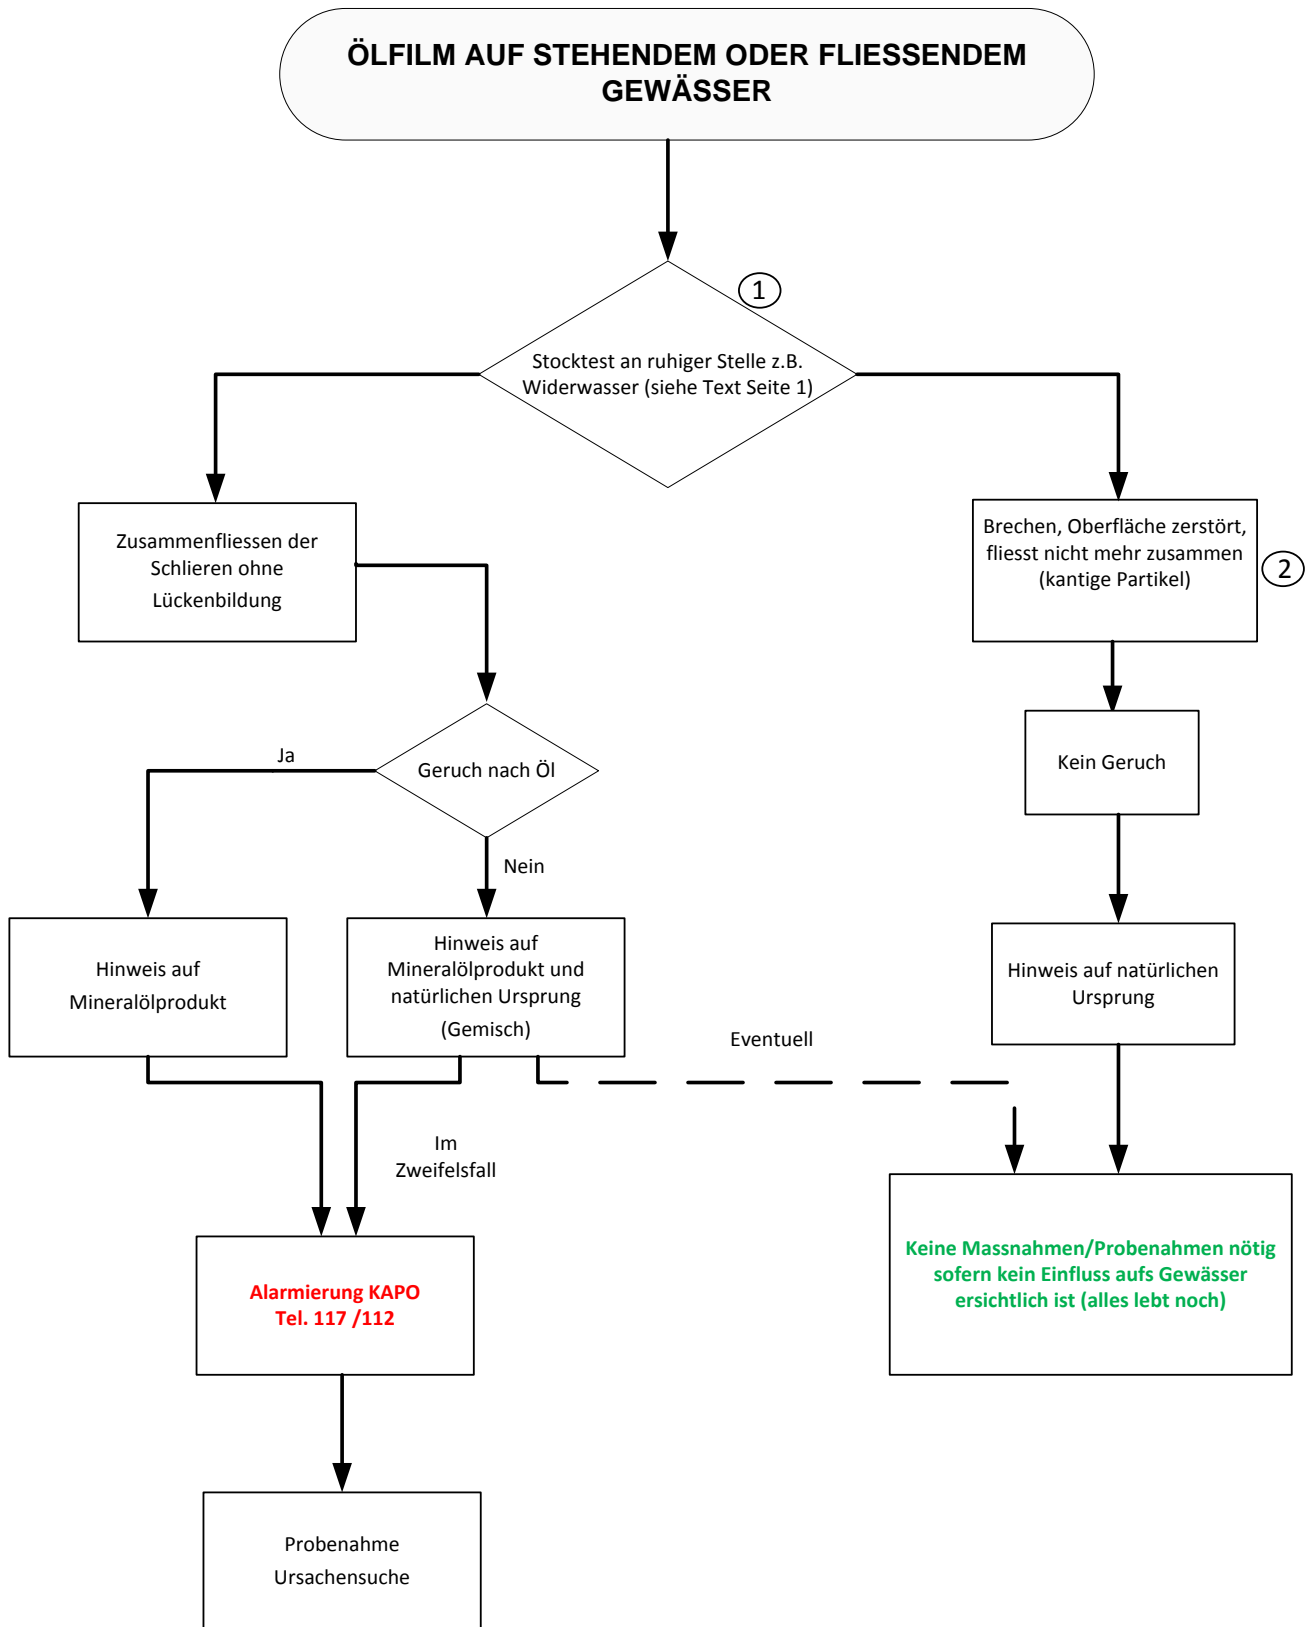 ÖLFILM AUF STEHENDEM ODER FLIESSENDEM
GEWÄSSER
1
Stocktest an ruhiger Stelle z.B.
Widerwasser (siehe Text Seite 1)
Zusammenfliessen der
Schlieren ohne
Lückenbildung
Brechen, Oberfläche zerstört,
fliesst nicht mehr zusammen
(kantige Partikel)
2
Ja
Geruch nach Öl
Kein Geruch
Nein
Hinweis auf
Mineralölprodukt
Hinweis auf
Mineralölprodukt und
natürlichen Ursprung
(Gemisch)
Hinweis auf natürlichen
Ursprung
Eventuell
Im
Zweifelsfall
Alarmierung KAPO
Tel. 117 /112
Keine Massnahmen/Probenahmen nötig
sofern kein Einfluss aufs Gewässer
ersichtlich ist (alles lebt noch)
Probenahme
Ursachensuche